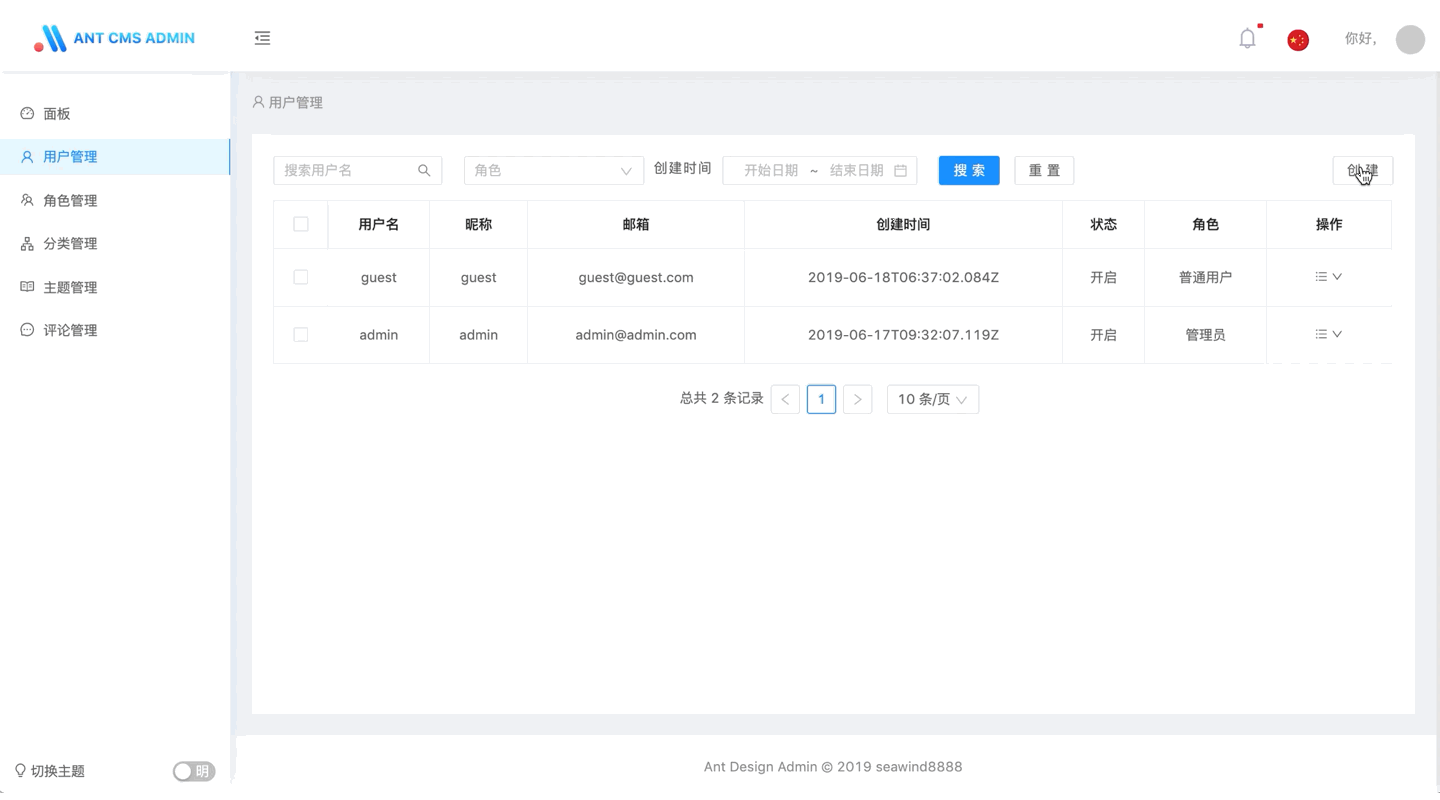 ANT CMS ADMIN
你好,
面板
用户管理
角色管理
分类管理
主题管理
评论管理
切换主题
明
用户管理
搜索用户名 角色 创建时间 开始日期 ~ 结束日期 搜 索 重 置 创 建
用户名 昵称 邮箱 创建时间 状态 角色 操作
guest guest guest@guest.com 2019-06-18T06:37:02.084Z 开启 普通用户
admin admin admin@admin.com 2019-06-17T09:32:07.119Z 开启 管理员
总共 2 条记录 < 1 > 10 条/页
Ant Design Admin © 2019 seawind8888